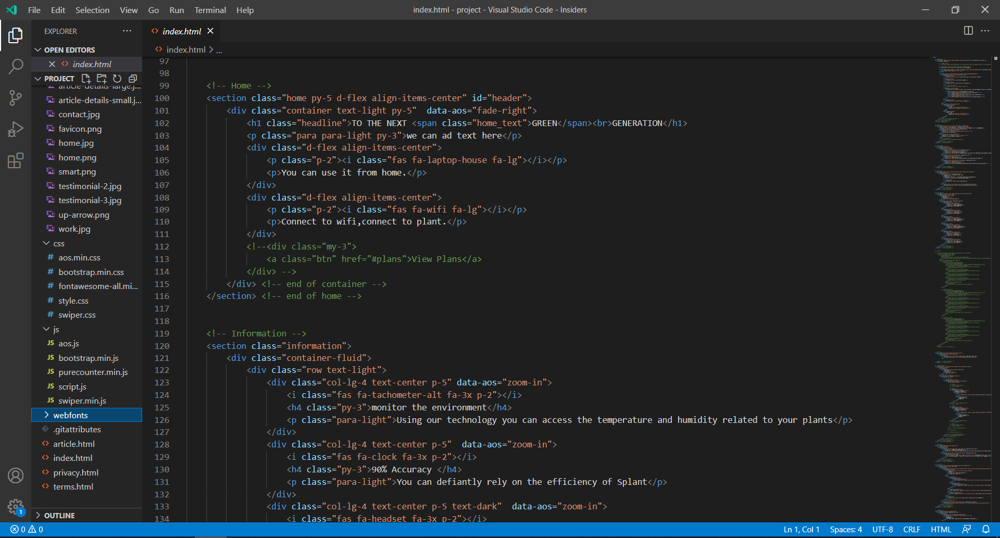 File Edit Selection View Go Run Terminal Help
index.html - project - Visual Studio Code - Insiders
EXPLORER
OPEN EDITORS
index.html
PROJECT
article-details-large.j...
article-details-small.j...
contact.jpg
favicon.png
home.jpg
home.png
smart.png
testimonial-2.jpg
testimonial-3.jpg
up-arrow.png
work.jpg
css
aos.min.css
bootstrap.min.css
fontawesome-all.mi...
style.css
swiper.css
js
JS aos.js
JS bootstrap.min.js
JS purecounter.min.js
JS script.js
JS swiper.min.js
webfonts
.gitattributes
article.html
index.html
privacy.html
terms.html
OUTLINE
1
index.html
index.html > ...
97
98
99 <!-- Home -->
100 <section class="home py-5 d-flex align-items-center" id="header">
101 <div class="container text-light py-5"  data-aos="fade-right">
102 <h1 class="headline">TO THE NEXT <span class="home_text">GREEN</span><br>GENERATION</h1>
103 <p class="para para-light py-3">we can ad text here</p>
104 <div class="d-flex align-items-center">
105 <p class="p-2"><i class="fas fa-laptop-house fa-lg"></i></p>
106 <p>You can use it from home.</p>
107 </div>
108 <div class="d-flex align-items-center">
109 <p class="p-2"><i class="fas fa-wifi fa-lg"></i></p>
110 <p>Connect to wifi,connect to plant.</p>
111 </div>
112 <!--<div class="my-3">
113 <a class="btn" href="#plans">View Plans</a>
114 </div> -->
115 </div> <!-- end of container -->
116 </section> <!-- end of home -->
117
118
119 <!-- Information -->
120 <section class="information">
121 <div class="container-fluid">
122 <div class="row text-light">
123 <div class="col-lg-4 text-center p-5" data-aos="zoom-in">
124 <i class="fas fa-tachometer-alt fa-3x p-2"></i>
125 <h4 class="py-3">monitor the environment</h4>
126 <p class="para-light">Using our technology you can access the temperature and humidity related to your plants</p>
127 </div>
128 <div class="col-lg-4 text-center p-5"  data-aos="zoom-in">
129 <i class="fas fa-clock fa-3x p-2"></i>
130 <h4 class="py-3">90% Accuracy </h4>
131 <p class="para-light">You can defiantly rely on the efficiency of Splant</p>
132 </div>
133 <div class="col-lg-4 text-center p-5 text-dark"  data-aos="zoom-in">
134 <i class="fas fa-headset fa-3x p-2"></i>
0 0
Ln 1, Col 1 Spaces: 4 UTF-8 CRLF HTML